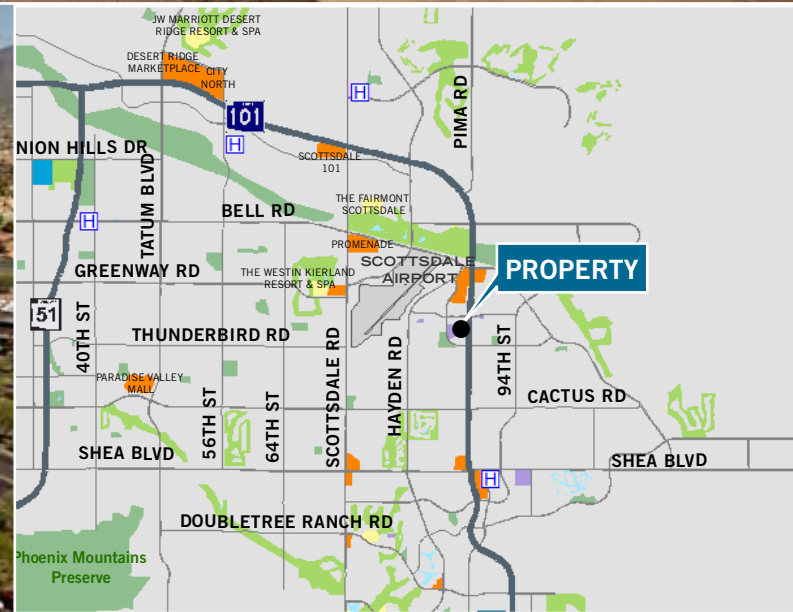 JW MARRIOTT DESERT
RIDGE RESORT & SPA
DESERT RIDGE
MARKETPLACE
CITY
NORTH
H
101
H
PIMA RD
NION HILLS DR
SCOTTSDALE
101
TATUM BLVD
THE FAIRMONT
SCOTTSDALE
BELL RD
H
PROMENADE
SCOTTSDALE
AIRPORT
PROPERTY
GREENWAY RD
THE WESTIN KIERLAND
RESORT & SPA
51
40TH ST
THUNDERBIRD RD
SCOTTSDALE RD
HAYDEN RD
94TH ST
PARADISE VALLEY
MALL
56TH ST
64TH ST
CACTUS RD
SHEA BLVD
SHEA BLVD
H
DOUBLETREE RANCH RD
Phoenix Mountains
Preserve